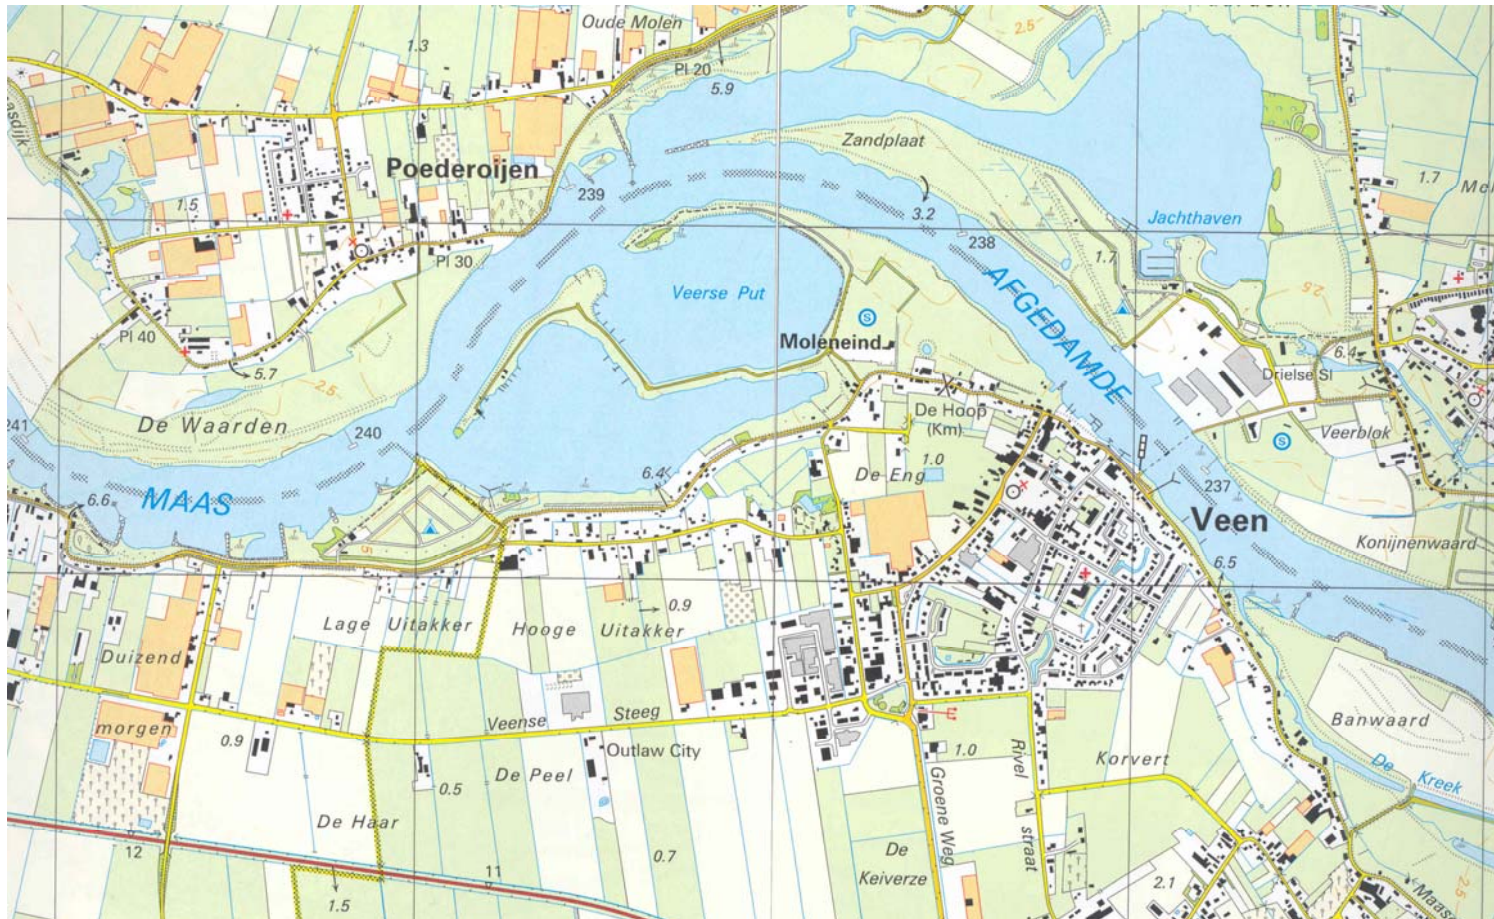 Oude Molen
2.5
1.3
Pl 20
5.9
Zandplaat
Poederoijen
239
1.5
3.2
1.7
Jachthaven
238
Pl 30
1.7
AFGEDAMDE
2.5
Veerse Put
S
Moleneind
Pl 40
5.7
2.5
6.4
Drielse Sl
De Waarden
240
De Hoop
(Km)
S
Veerblok
241
De Eng
1.0
6.4
MAAS
6.6
237
Veen
Konijnenwaard
6.5
0.9
Lage Uitakker
Hooge Uitakker
Duizend
morgen
Veense Steeg
Banwaard
0.9
Outlaw City
1.0
Rivel
straat
Korvert
De Kreek
De Peel
0.5
Groene Weg
De Haar
12
11
0.7
De
Keiverze
2.1
2.5
1.5